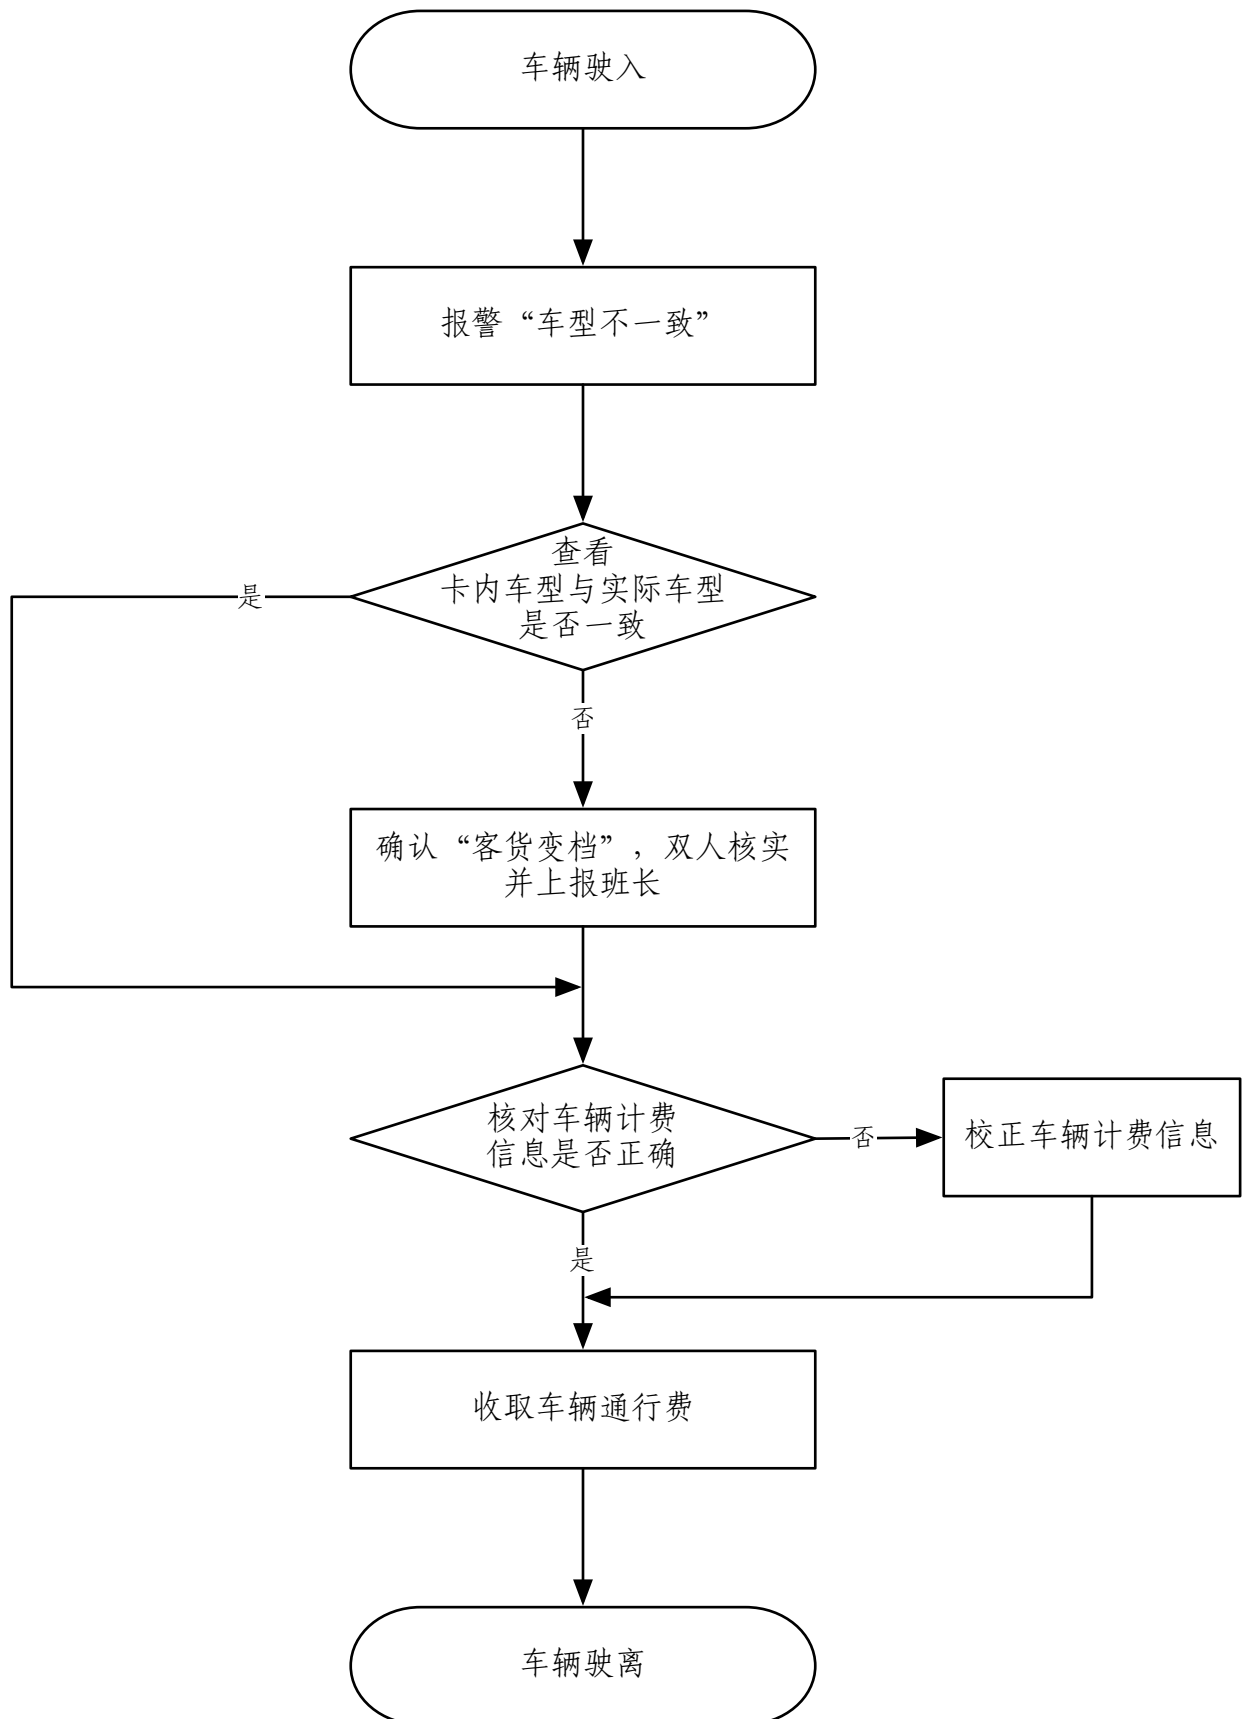 车辆驶入
报警“车型不一致”
查看
卡内车型与实际车型
是否一致
是
否
确认“客货变档”，双人核实
并上报班长
核对车辆计费
信息是否正确
否
校正车辆计费信息
是
收取车辆通行费
车辆驶离